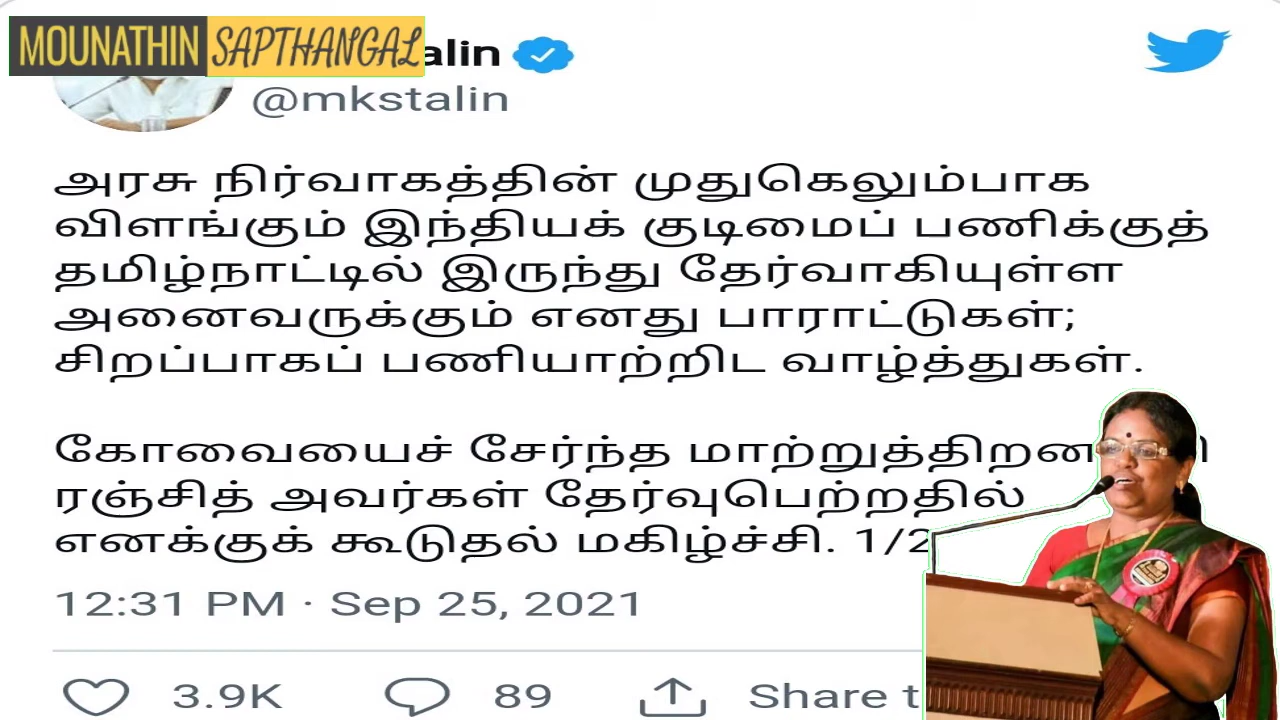 MOUNATHIN SAPTHANGAL
alin
@mkstalin
அரசு நிர்வாகத்தின் முதுகெலும்பாக
விளங்கும் இந்தியக் குடிமைப் பணிக்குத்
தமிழ்நாட்டில் இருந்து தேர்வாகியுள்ள
அனைவருக்கும் எனது பாராட்டுகள்;
சிறப்பாகப் பணியாற்றிட வாழ்த்துகள்.
கோவையைச் சேர்ந்த
ரஞ்சித் அவர்கள் தேர்வுபெற்றதில்
எனக்குக் கூடுதல் மகிழ்ச்சி. 1/2
12:31 PM · Sep 25, 2021
3.9K 89 Share